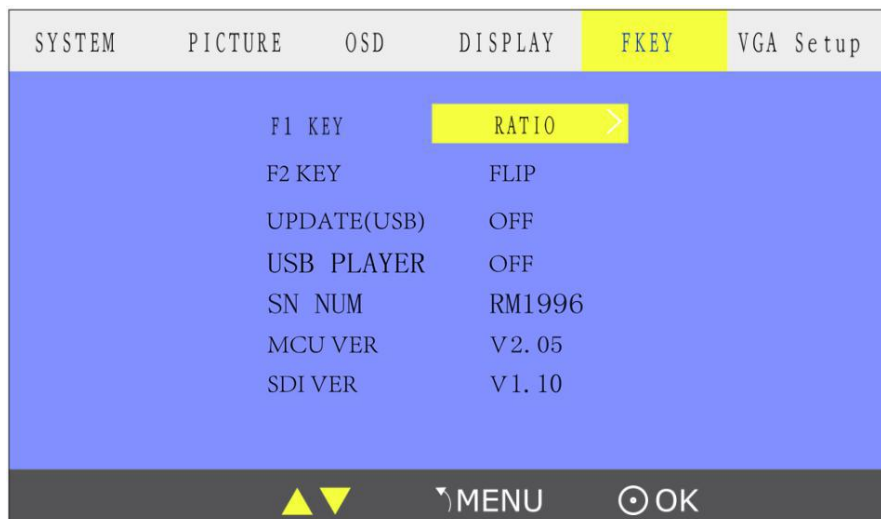 SYSTEM PICTURE OSD DISPLAY FKEY VGA Setup
F1 KEY RATIO
F2 KEY FLIP
UPDATE(USB) OFF
USB PLAYER OFF
SN NUM RM1996
MCU VER V2.05
SDI VER V1.10
MENU OK